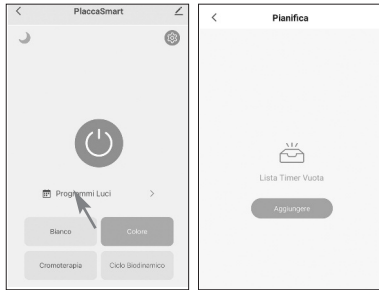 PlaccaSmart
Programmi Luci
Bianco
Colore
Cromoterapia
Ciclo Biodinamico
Pianifica
Lista Timer Vuota
Aggiungere